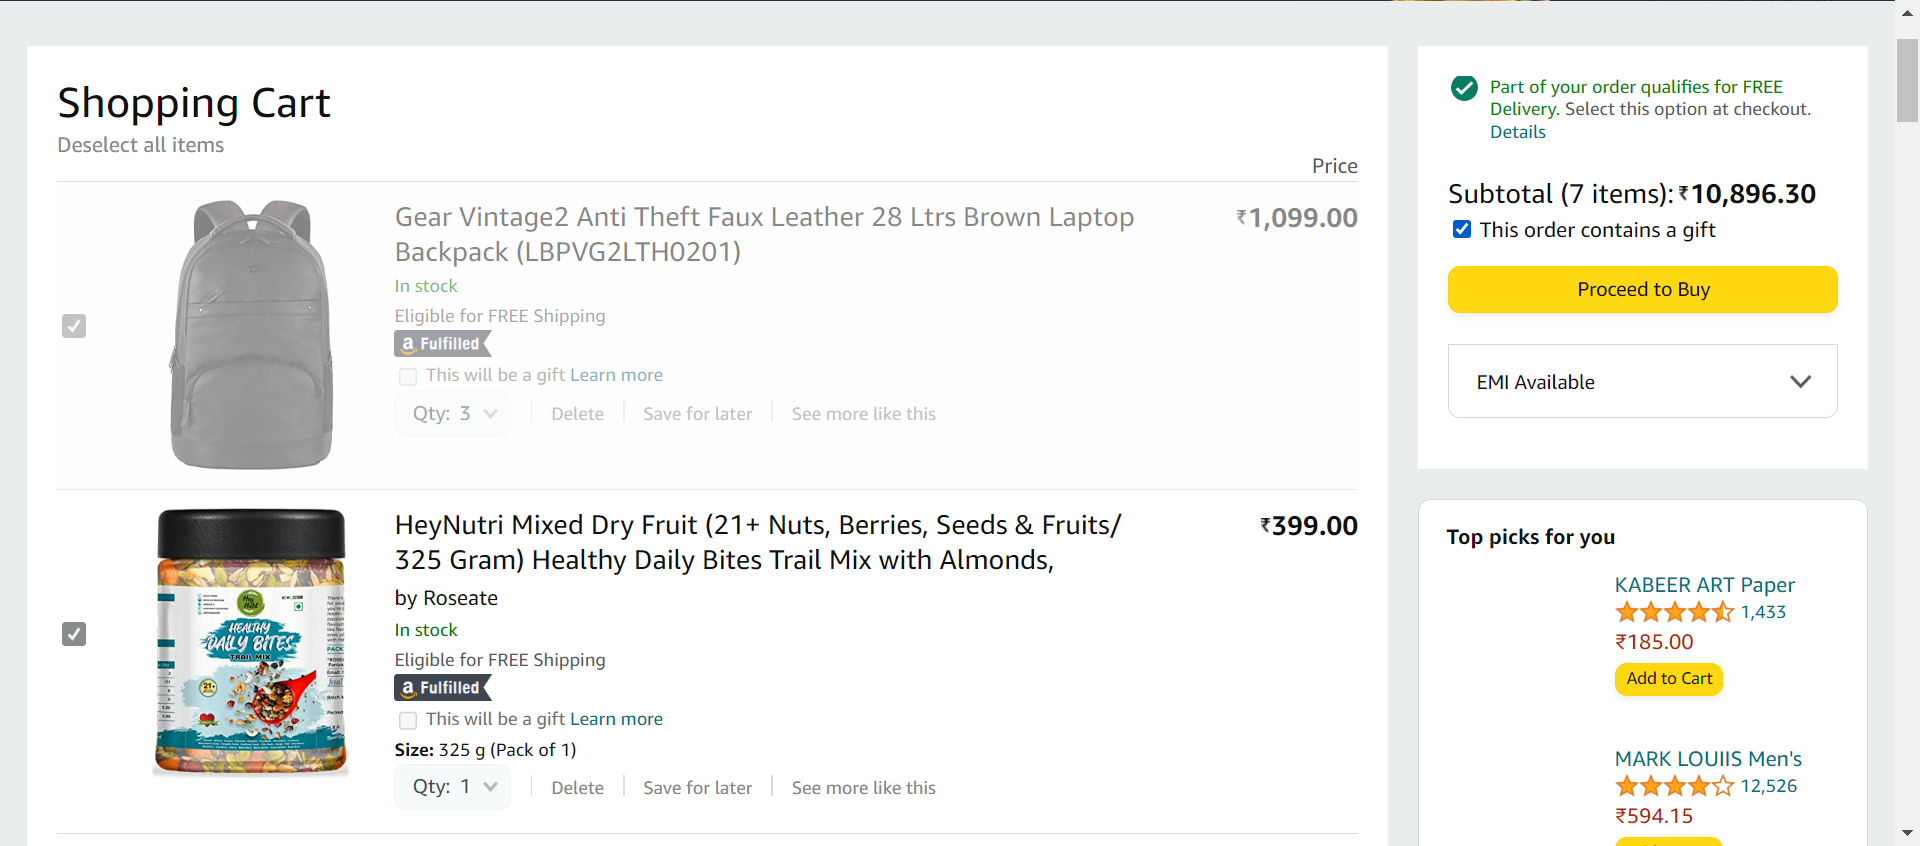 Shopping Cart
Deselect all items
Price
Gear Vintage2 Anti Theft Faux Leather 28 Ltrs Brown Laptop
Backpack (LBPVG2LTH0201)
₹1,099.00
In stock
Eligible for FREE Shipping
a Fulfilled
This will be a gift Learn more
Qty: 3
Delete
Save for later
See more like this
HeyNutri Mixed Dry Fruit (21+ Nuts, Berries, Seeds & Fruits/
325 Gram) Healthy Daily Bites Trail Mix with Almonds,
₹399.00
by Roseate
In stock
Eligible for FREE Shipping
a Fulfilled
This will be a gift Learn more
Size: 325 g (Pack of 1)
Qty: 1
Delete
Save for later
See more like this
HEALTHY
DAILY BITES
TRAIL MIX
21+
Part of your order qualifies for FREE
Delivery. Select this option at checkout.
Details
Subtotal (7 items): ₹10,896.30
This order contains a gift
Proceed to Buy
EMI Available
Top picks for you
KABEER ART Paper
1,433
₹185.00
Add to Cart
MARK LOUIIS Men's
12,526
₹594.15